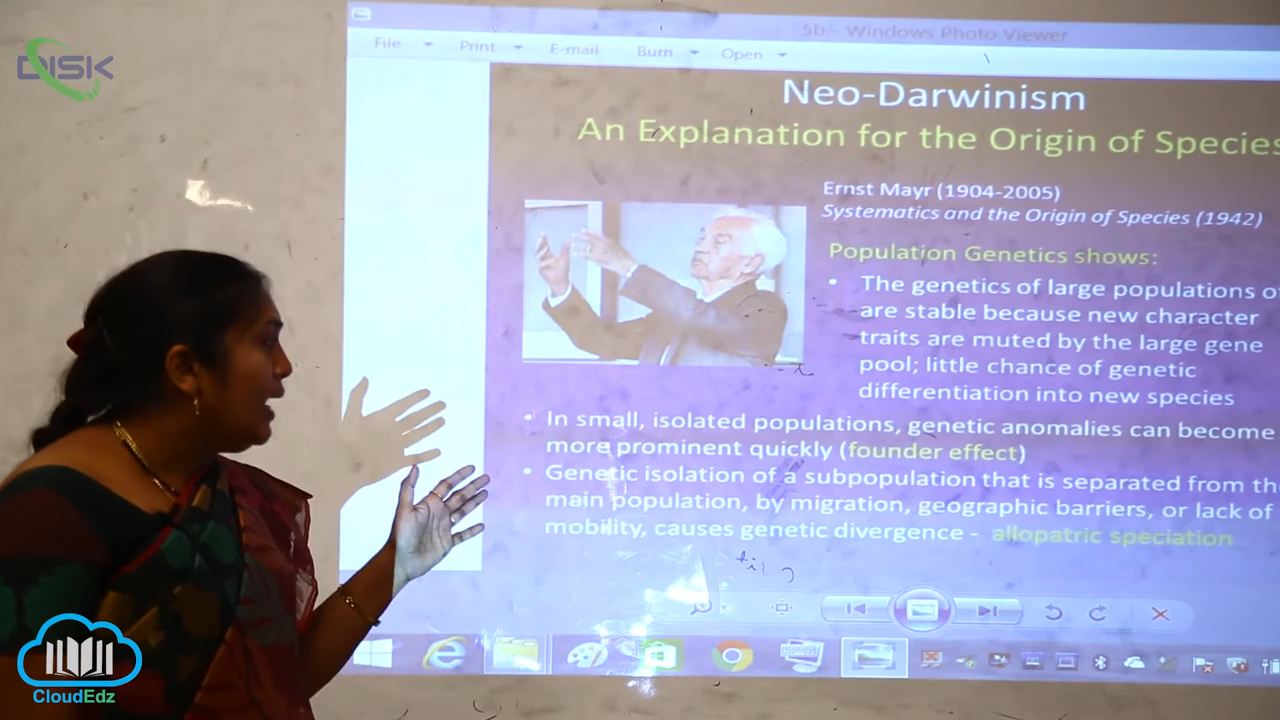 DISK
Sb - Windows Photo Viewer
File Print E-mail Burn Open
Neo-Darwinism
An Explanation for the Origin of Species
Ernst Mayr (1904-2005)
Systematics and the Origin of Species (1942)
Population Genetics shows:
• The genetics of large populations of
are stable because new character
traits are muted by the large gene
pool; little chance of genetic
differentiation into new species
• In small, isolated populations, genetic anomalies can become
more prominent quickly (founder effect)
• Genetic isolation of a subpopulation that is separated from the
main population, by migration, geographic barriers, or lack of
mobility, causes genetic divergence - allopatric speciation
CloudEdz